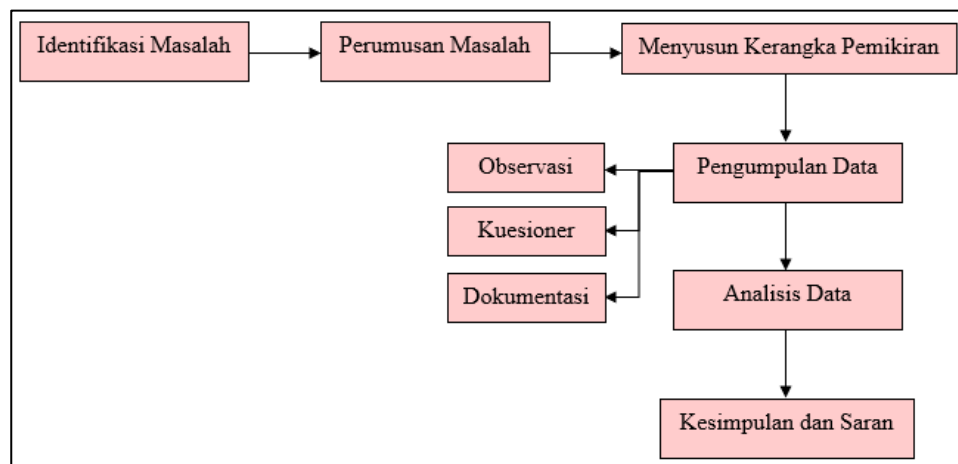 Identifikasi Masalah
Perumusan Masalah
Menyusun Kerangka Pemikiran
Observasi
Pengumpulan Data
Kuesioner
Dokumentasi
Analisis Data
Kesimpulan dan Saran